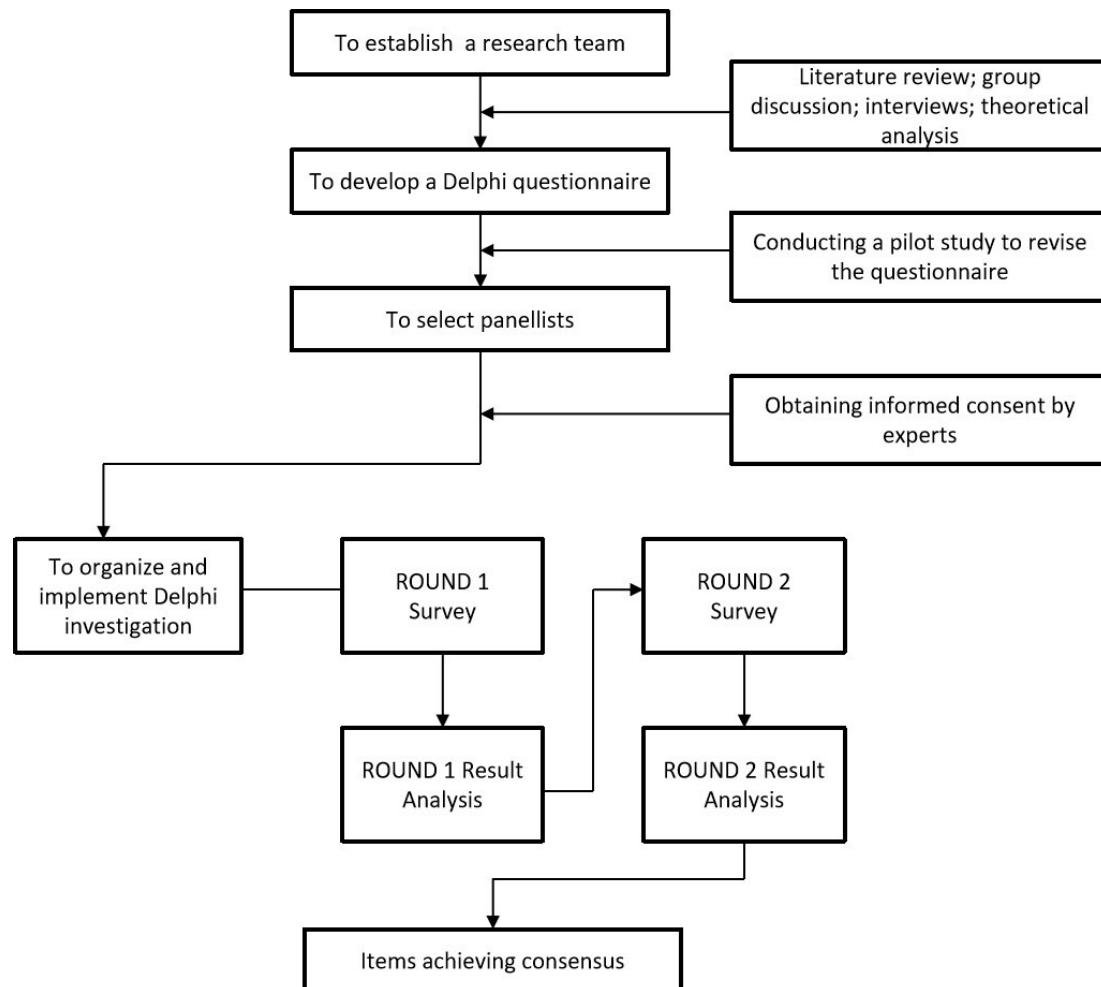 To establish a research team
Literature review; group
discussion; interviews; theoretical
analysis
To develop a Delphi questionnaire
Conducting a pilot study to revise
the questionnaire
To select panellists
Obtaining informed consent by
experts
To organize and
implement Delphi
investigation
ROUND 1
Survey
ROUND 2
Survey
ROUND 1 Result
Analysis
ROUND 2 Result
Analysis
Items achieving consensus